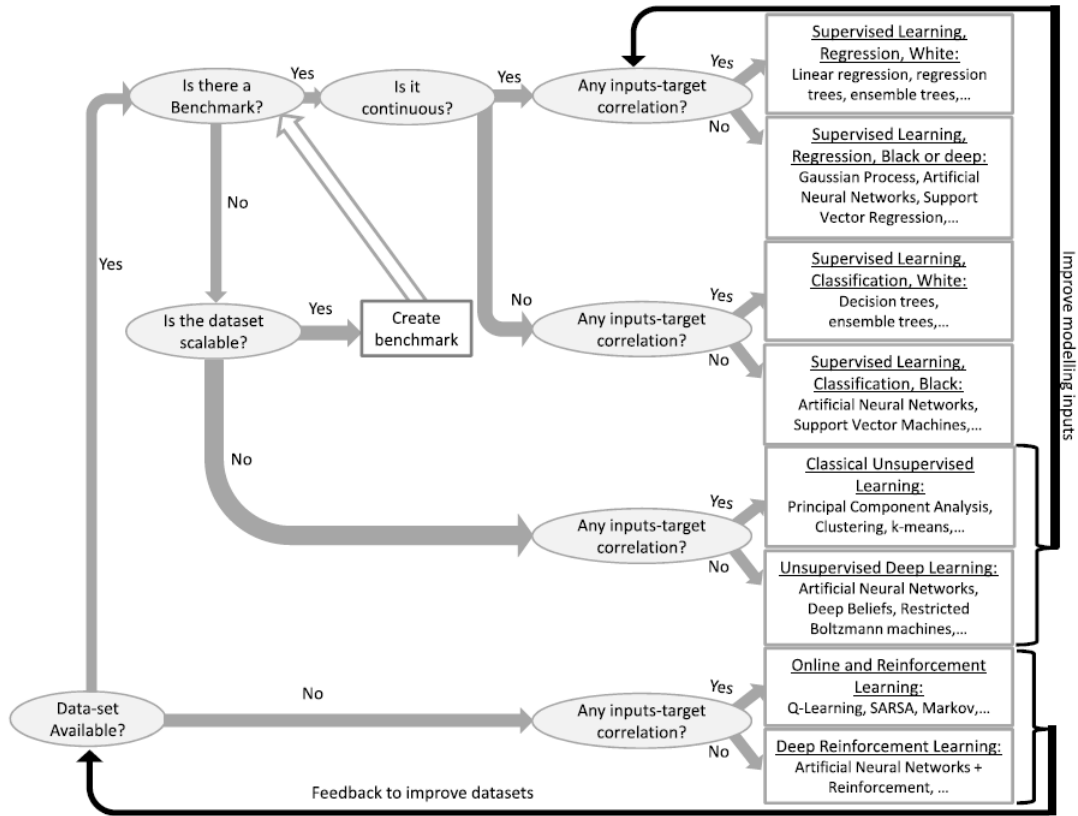 Is there a
Benchmark?
Yes
Is it
continuous?
Yes
Any inputs-target
correlation?
Yes
No
Supervised Learning,
Regression, White:
Linear regression, regression
trees, ensemble trees,...
Supervised Learning,
Regression, Black or deep:
Gaussian Process, Artificial
Neural Networks, Support
Vector Regression,...
No
Yes
Is the dataset
scalable?
Yes
Create
benchmark
No
Any inputs-target
correlation?
Yes
No
Supervised Learning,
Classification, White:
Decision trees,
ensemble trees,...
Supervised Learning,
Classification, Black:
Artificial Neural Networks,
Support Vector Machines,...
Improve modelling inputs
No
Any inputs-target
correlation?
Yes
No
Classical Unsupervised
Learning:
Principal Component Analysis,
Clustering, k-means,...
Unsupervised Deep Learning:
Artificial Neural Networks,
Deep Beliefs, Restricted
Boltzmann machines,...
Data-set
Available?
No
Any inputs-target
correlation?
Yes
No
Online and Reinforcement
Learning:
Q-Learning, SARSA, Markov,...
Deep Reinforcement Learning:
Artificial Neural Networks +
Reinforcement, ...
Feedback to improve datasets